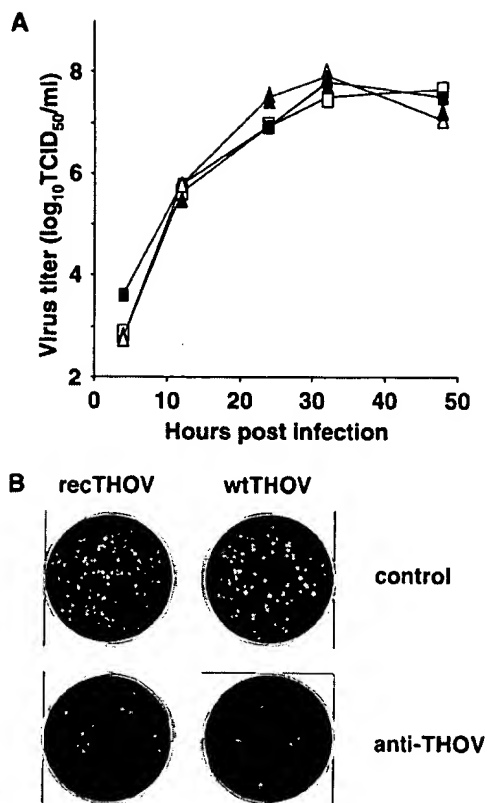 A
8
6
4
2
Virus titer (log₁₀TCID₅₀/ml)
0 10 20 30 40 50
Hours post infection
B
recTHOV wtTHOV
control
anti-THOV